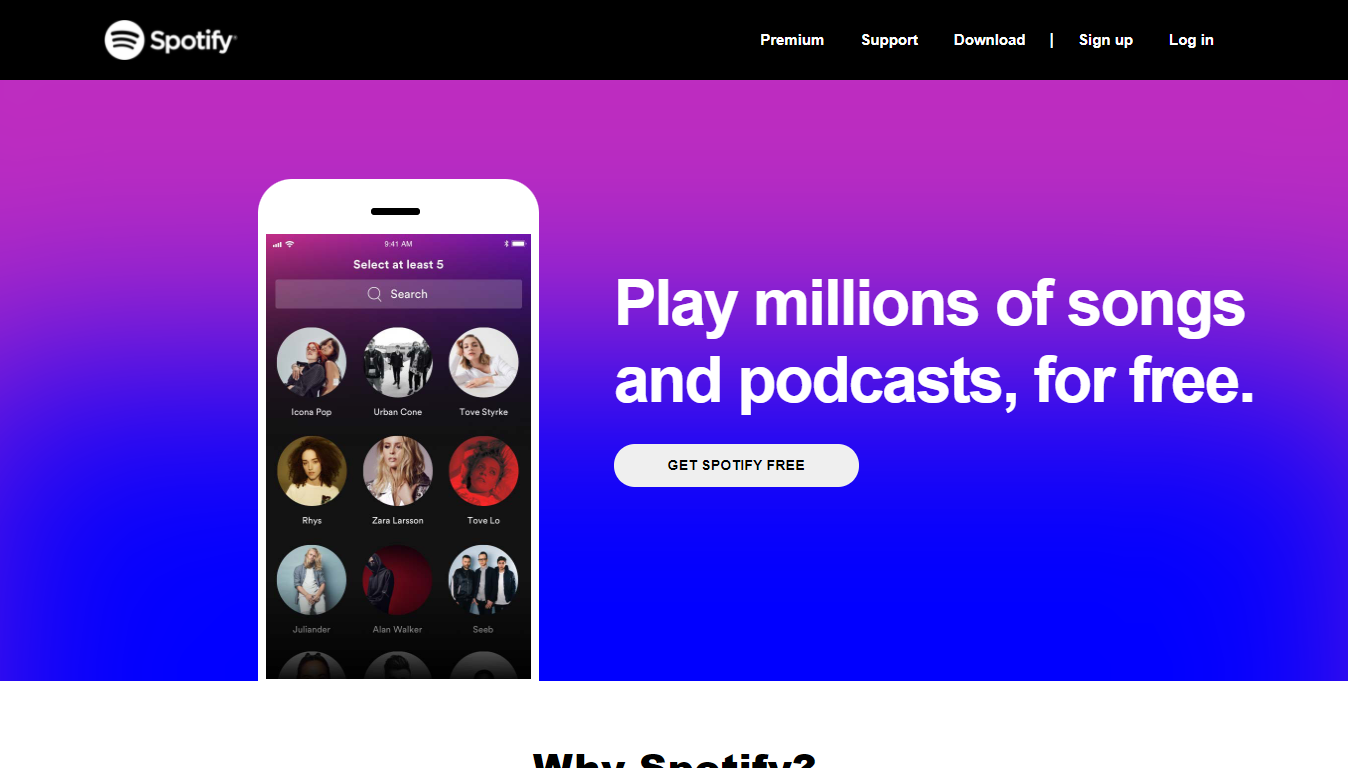 Spotify
Premium Support Download | Sign up Log in
9:41 AM
Select at least 5
Search
Icona Pop Urban Cone Tove Styrke
Rhys Zara Larsson Tove Lo
Juliander Alan Walker Seeb
Play millions of songs
and podcasts, for free.
GET SPOTIFY FREE
Why Spotify?